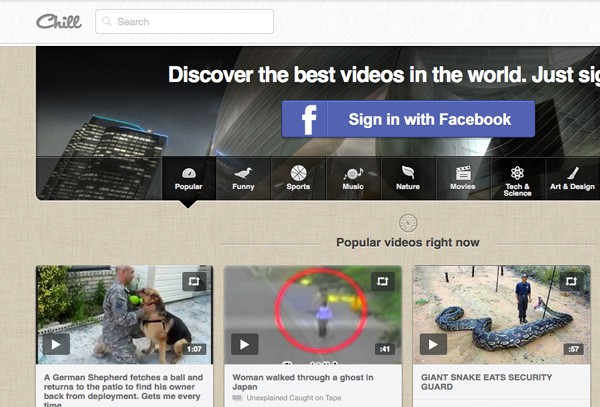 Chill
Search
Discover the best videos in the world. Just sig
f Sign in with Facebook
Popular
Funny
Sports
Music
Nature
Movies
Tech &
Science
Art & Design
Popular videos right now
1:07
:41
:57
A German Shepherd fetches a ball and
returns to the patio to find his owner
back from deployment. Gets me every
time
Woman walked through a ghost in
Japan
Unexplained Caught on Tape
GIANT SNAKE EATS SECURITY
GUARD